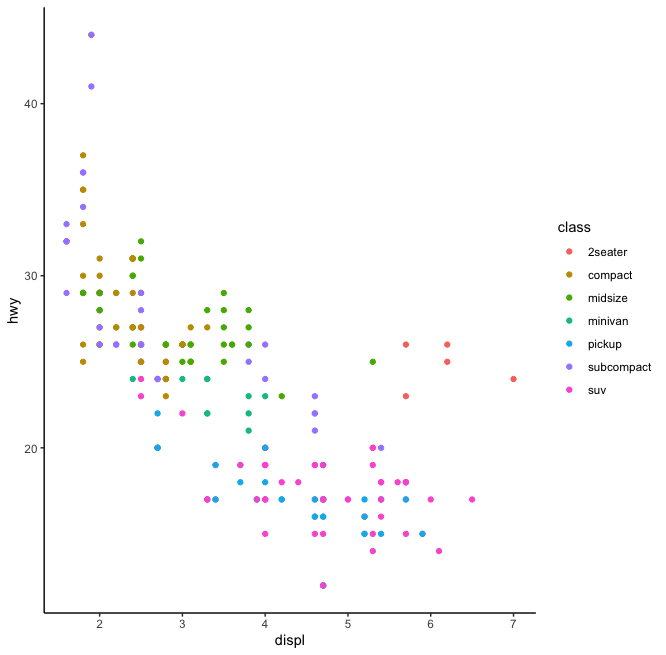 hwy
40
30
20
2
3
4
5
6
7
displ
class
2seater
compact
midsize
minivan
pickup
subcompact
suv